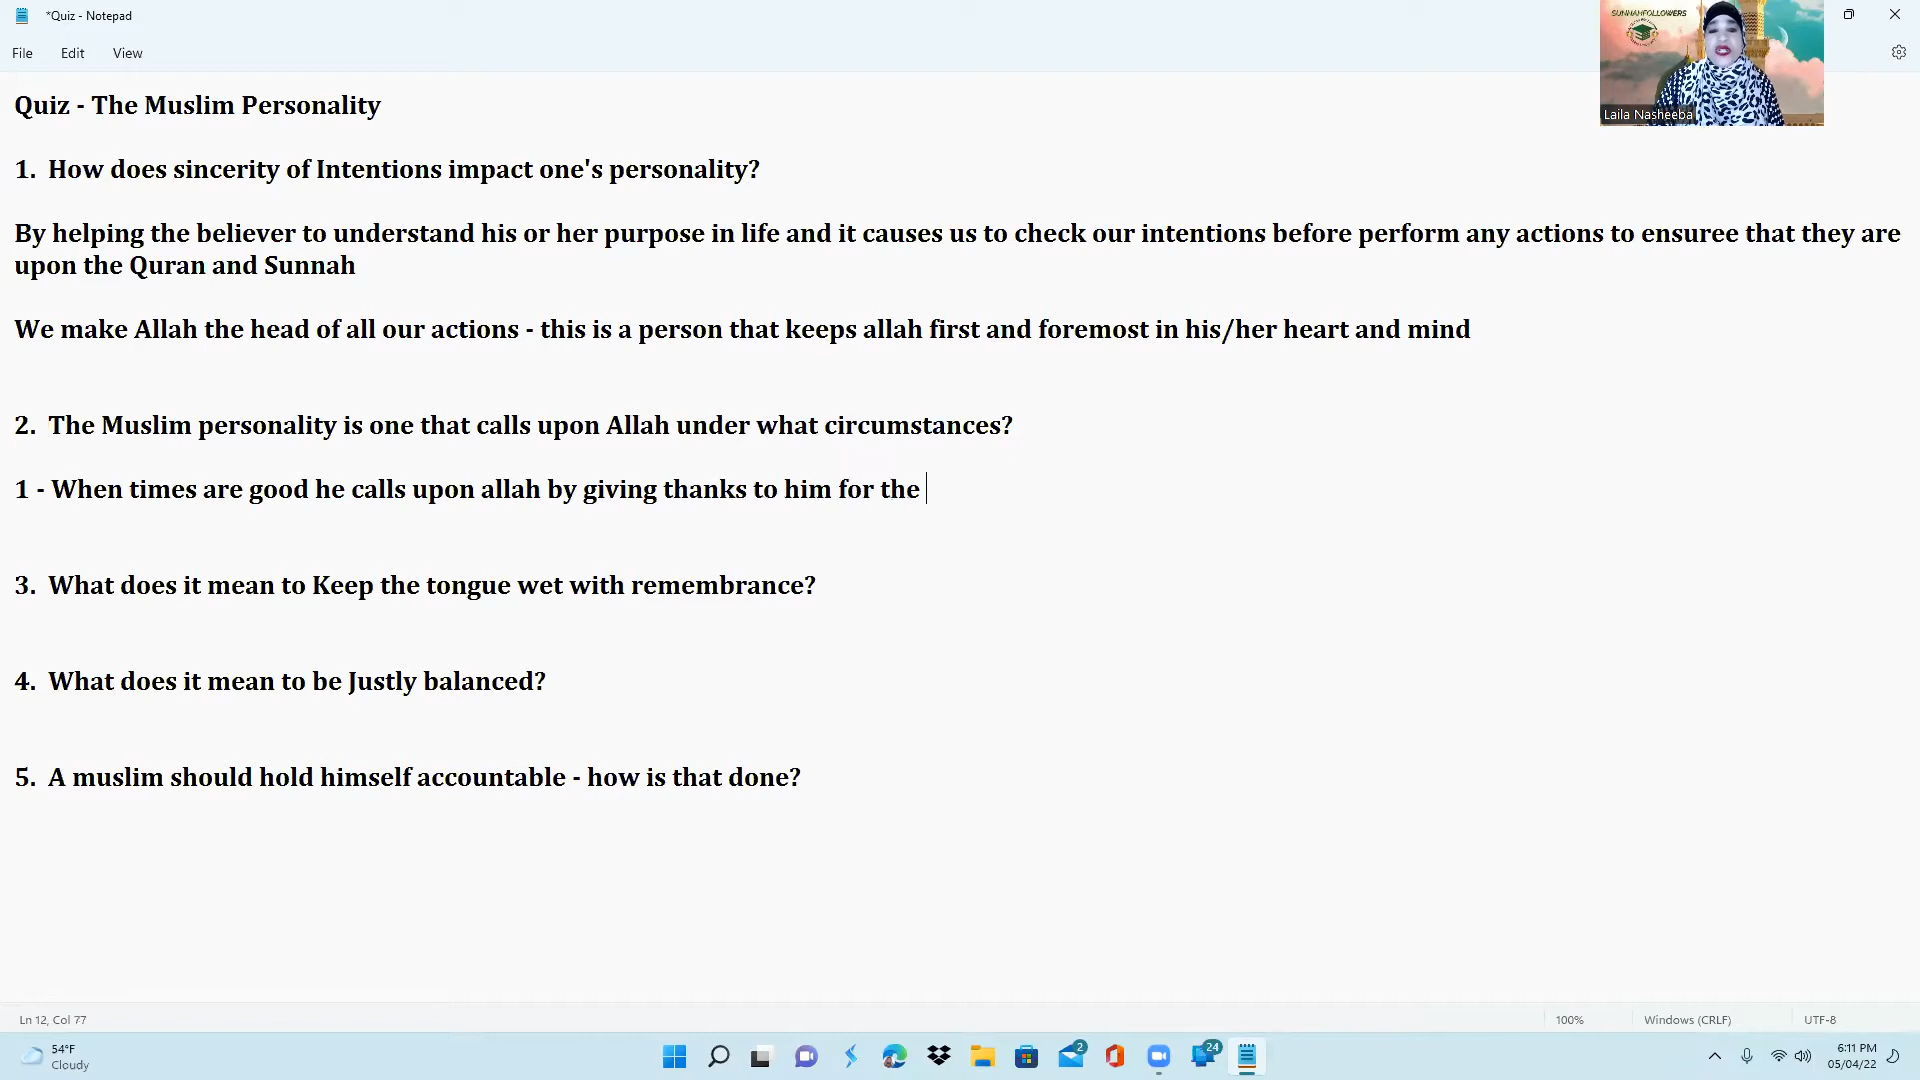 *Quiz - Notepad
SUNNAHFOLLOWERS
File Edit View
Laila Nasheeba
Quiz - The Muslim Personality
1. How does sincerity of Intentions impact one's personality?
By helping the believer to understand his or her purpose in life and it causes us to check our intentions before perform any actions to ensuree that they are
upon the Quran and Sunnah
We make Allah the head of all our actions - this is a person that keeps allah first and foremost in his/her heart and mind
2. The Muslim personality is one that calls upon Allah under what circumstances?
1 - When times are good he calls upon allah by giving thanks to him for the
3. What does it mean to Keep the tongue wet with remembrance?
4. What does it mean to be Justly balanced?
5. A muslim should hold himself accountable - how is that done?
Ln 12, Col 77 100% Windows (CRLF) UTF-8
54°F
Cloudy
2
24
6:11 PM
05/04/22